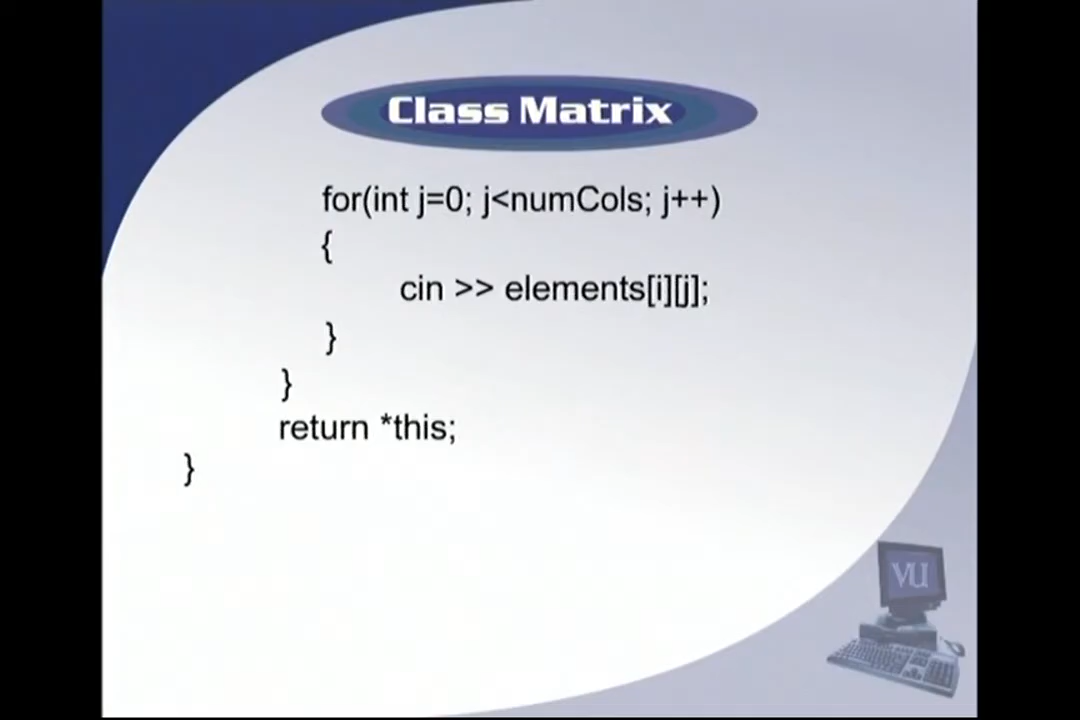 Class Matrix
for(int j=0; j<numCols; j++)
{
cin >> elements[i][j];
}
}
return *this;
}
VU